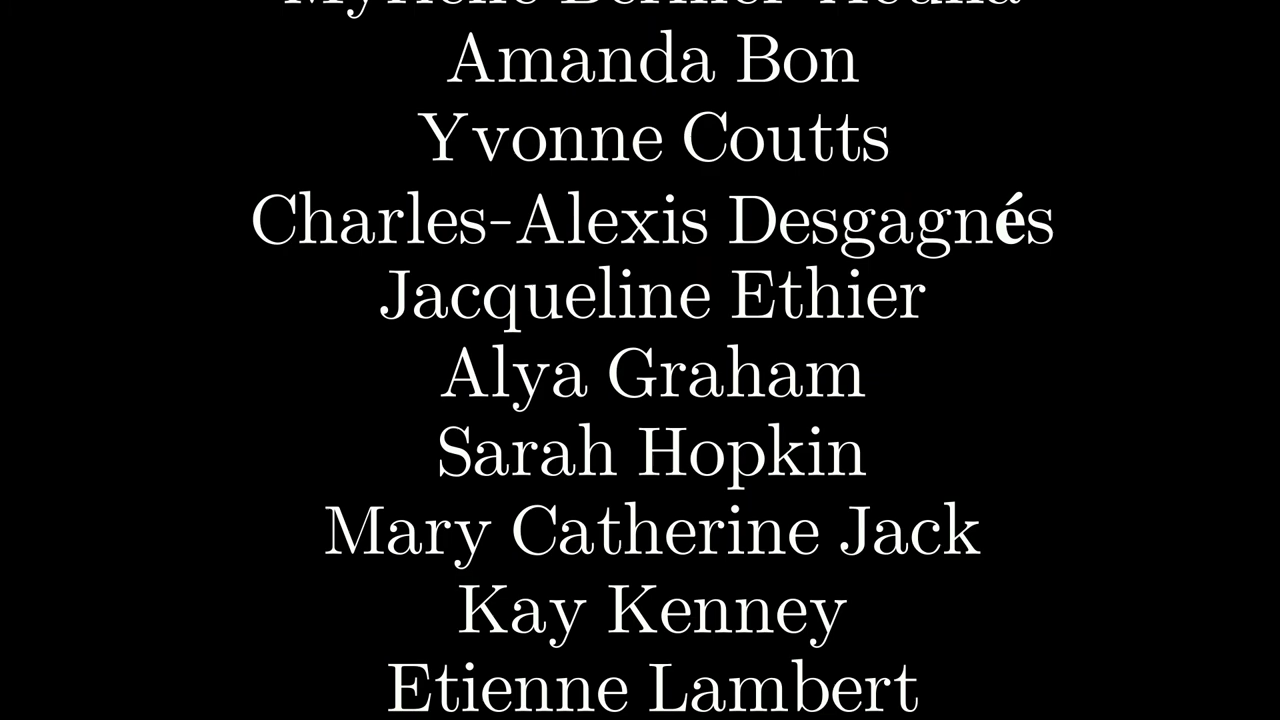 Amanda Bon
Yvonne Coutts
Charles-Alexis Desgagnés
Jacqueline Ethier
Alya Graham
Sarah Hopkin
Mary Catherine Jack
Kay Kenney
Etienne Lambert